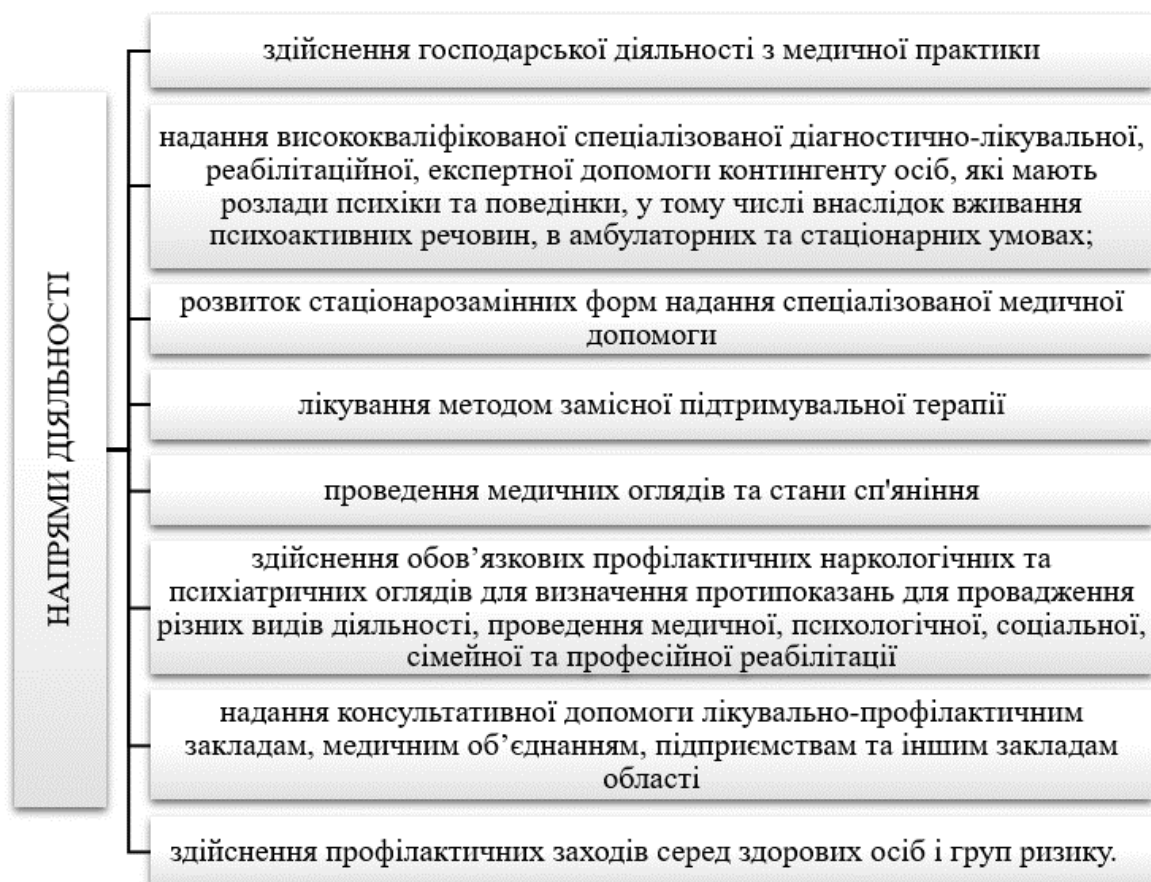 НАПРЯМИ ДІЯЛЬНОСТІ
здійснення господарської діяльності з медичної практики
надання висококваліфікованої спеціалізованої діагностично-лікувальної,
реабілітаційної, експертної допомоги контингенту осіб, які мають
розлади психіки та поведінки, у тому числі внаслідок вживання
психоактивних речовин, в амбулаторних та стаціонарних умовах;
розвиток стаціонарозамінних форм надання спеціалізованої медичної
допомоги
лікування методом замісної підтримувальної терапії
проведення медичних оглядів та стани сп'яніння
здійснення обов’язкових профілактичних наркологічних та
психіатричних оглядів для визначення протипоказань для провадження
різних видів діяльності, проведення медичної, психологічної, соціальної,
сімейної та професійної реабілітації
надання консультативної допомоги лікувально-профілактичним
закладам, медичним об’єднанням, підприємствам та іншим закладам
області
здійснення профілактичних заходів серед здорових осіб і груп ризику.